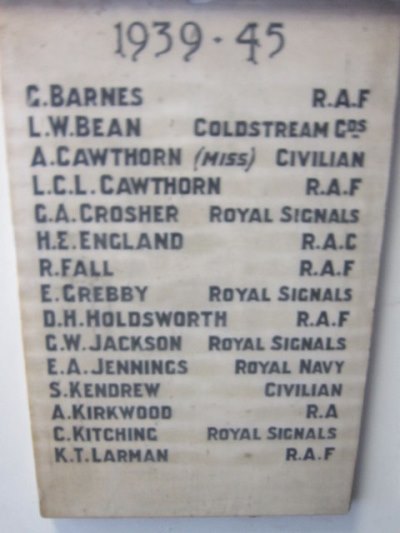 1939-45
G. BARNES R.A.F
L.W. BEAN COLDSTREAM GDS
A. CAWTHORN (MISS) CIVILIAN
L.C.L. CAWTHORN R.A.F
G.A. CROSHER ROYAL SIGNALS
H.E. ENGLAND R.A.C
R. FALL R.A.F
E. GREBBY ROYAL SIGNALS
D.H. HOLDSWORTH R.A.F
G.W. JACKSON ROYAL SIGNALS
E.A. JENNINGS ROYAL NAVY
S. KENDREW CIVILIAN
A. KIRKWOOD R.A
C. KITCHING ROYAL SIGNALS
K.T. LARMAN R.A.F